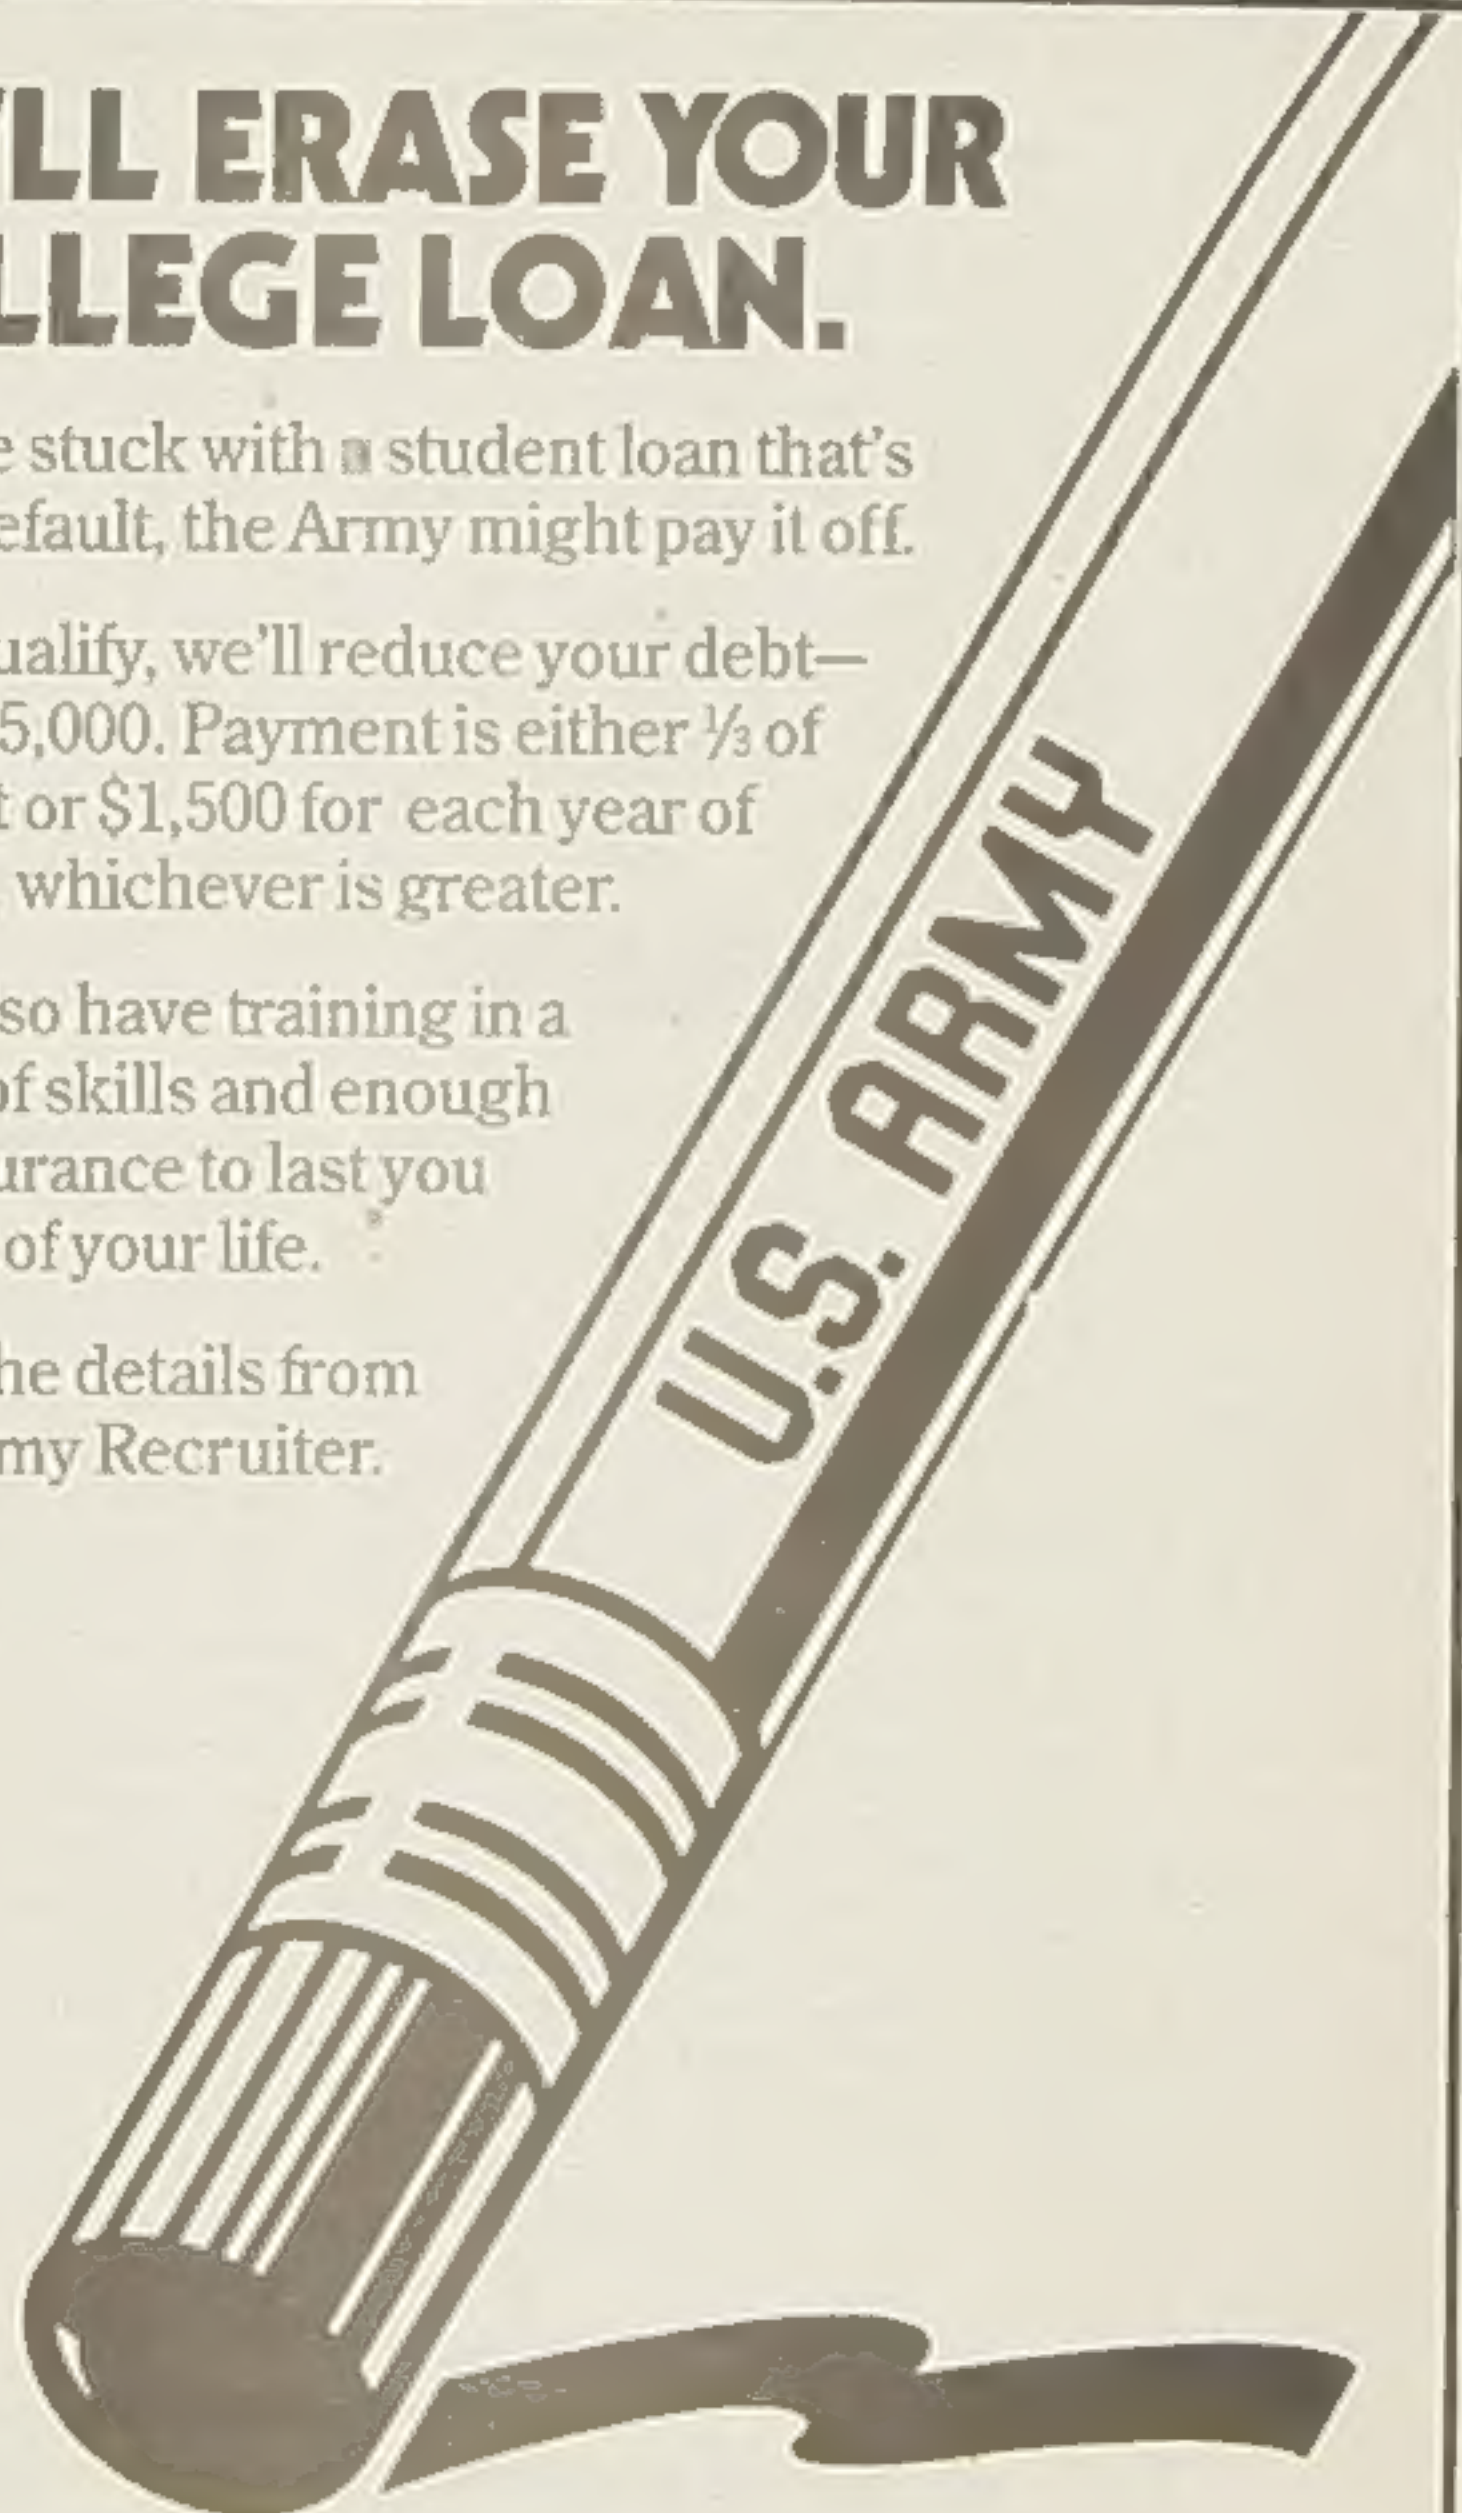 'LL ERASE YOUR
LLEGE LOAN.
e stuck with a student loan that's
efault, the Army might pay it off.
ualify, we'll reduce your debt—
5,000. Payment is either ⅓ of
t or $1,500 for each year of
, whichever is greater.
so have training in a
of skills and enough
urance to last you
of your life.
he details from
my Recruiter.
U.S. ARMY